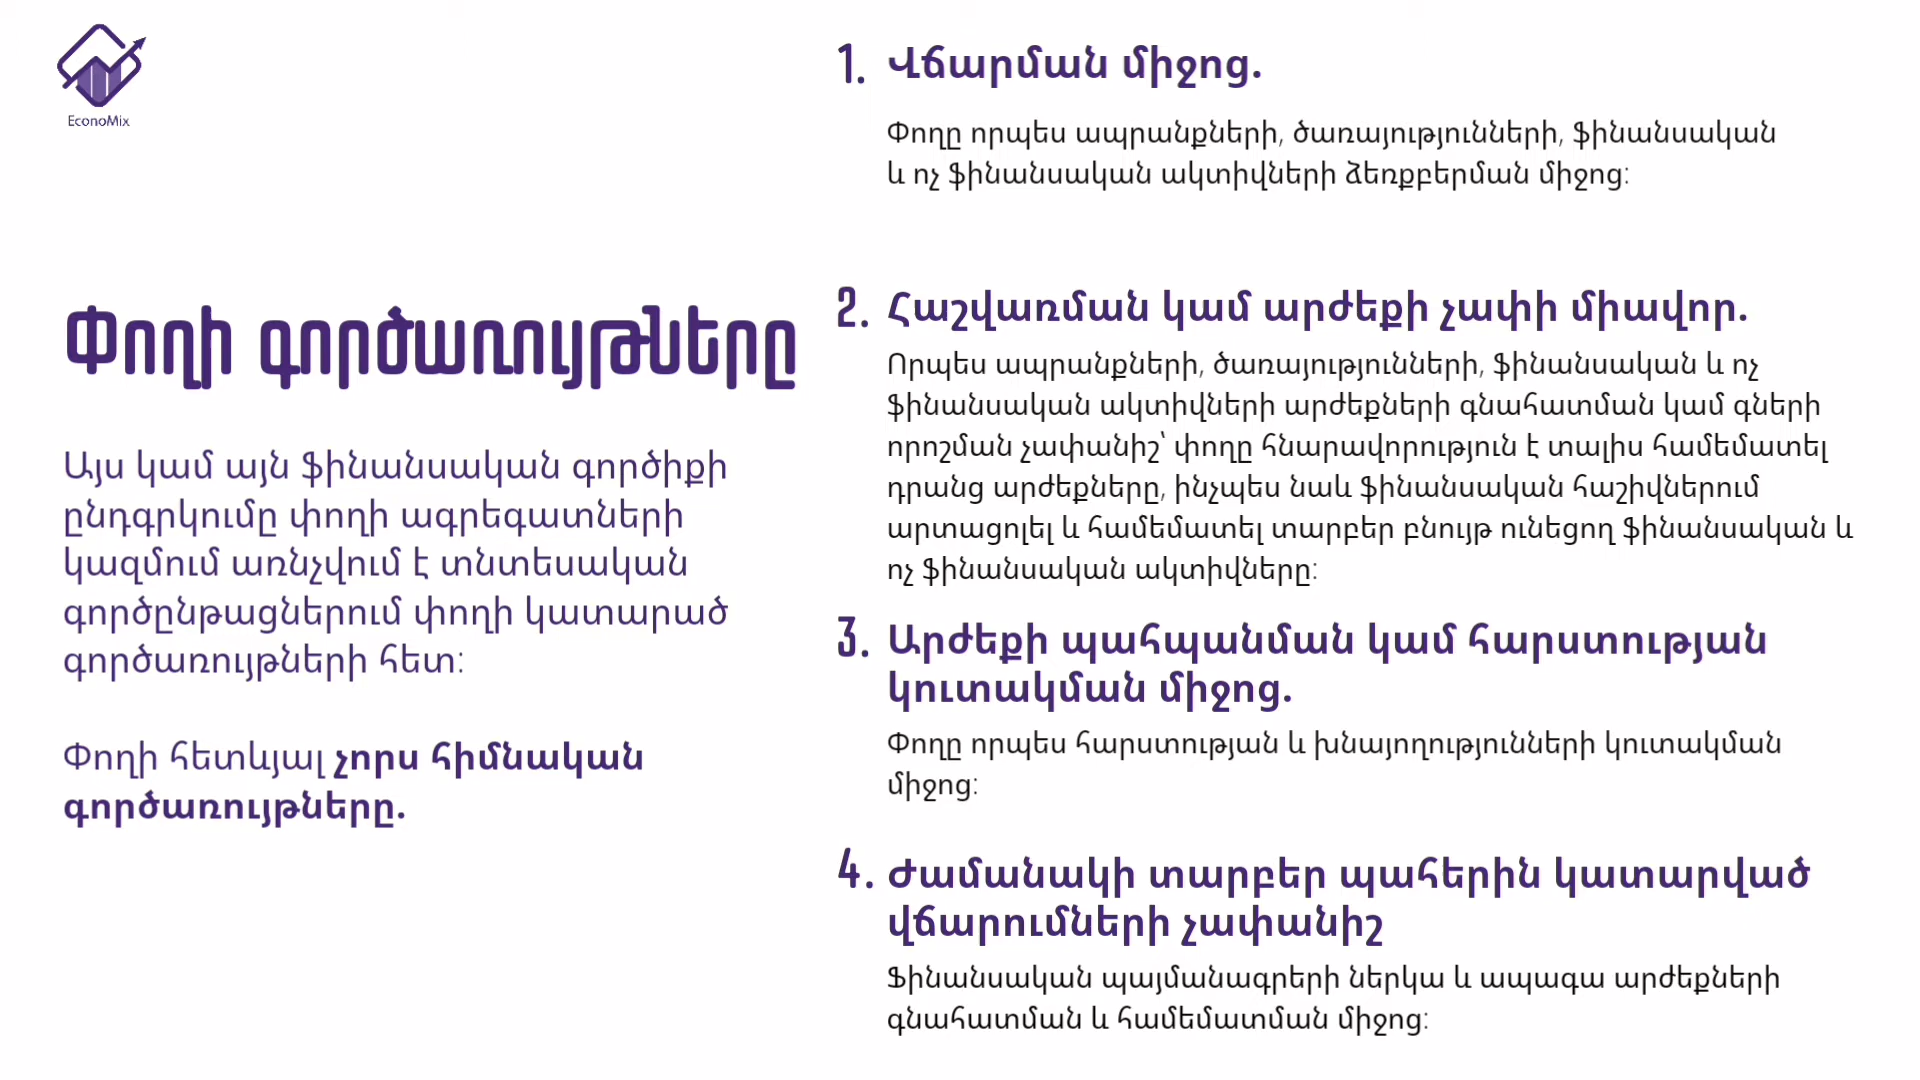 EconoMix
Փողի գործառույթները
Այս կամ այն ֆինանսական գործիքի
ընդգրկումը փողի ագրեգատների
կազմում առնչվում է տնտեսական
գործընթացներում փողի կատարած
գործառույթների հետ:
Փողի հետևյալ չորս հիմնական
գործառույթները.
1. Վճարման միջոց.
Փողը որպես ապրանքների, ծառայությունների, ֆինանսական
և ոչ ֆինանսական ակտիվների ձեռքբերման միջոց:
2. Հաշվառման կամ արժեքի չափի միավոր.
Որպես ապրանքների, ծառայությունների, ֆինանսական և ոչ
ֆինանսական ակտիվների արժեքների գնահատման կամ գների
որոշման չափանիշ՝ փողը հնարավորություն է տալիս համեմատել
դրանց արժեքները, ինչպես նաև ֆինանսական հաշիվներում
արտացոլել և համեմատել տարբեր բնույթ ունեցող ֆինանսական և
ոչ ֆինանսական ակտիվները:
3. Արժեքի պահպանման կամ հարստության
կուտակման միջոց.
Փողը որպես հարստության և խնայողությունների կուտակման
միջոց:
4. Ժամանակի տարբեր պահերին կատարված
վճարումների չափանիշ
Ֆինանսական պայմանագրերի ներկա և ապագա արժեքների
գնահատման և համեմատման միջոց: